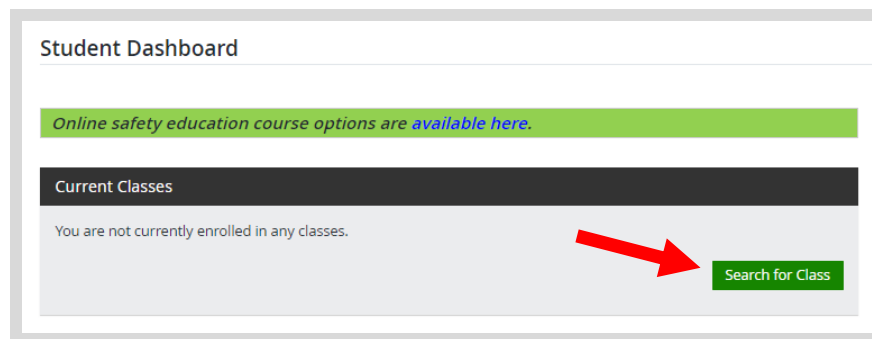 Student Dashboard
Online safety education course options are available here.
Current Classes
You are not currently enrolled in any classes.
Search for Class